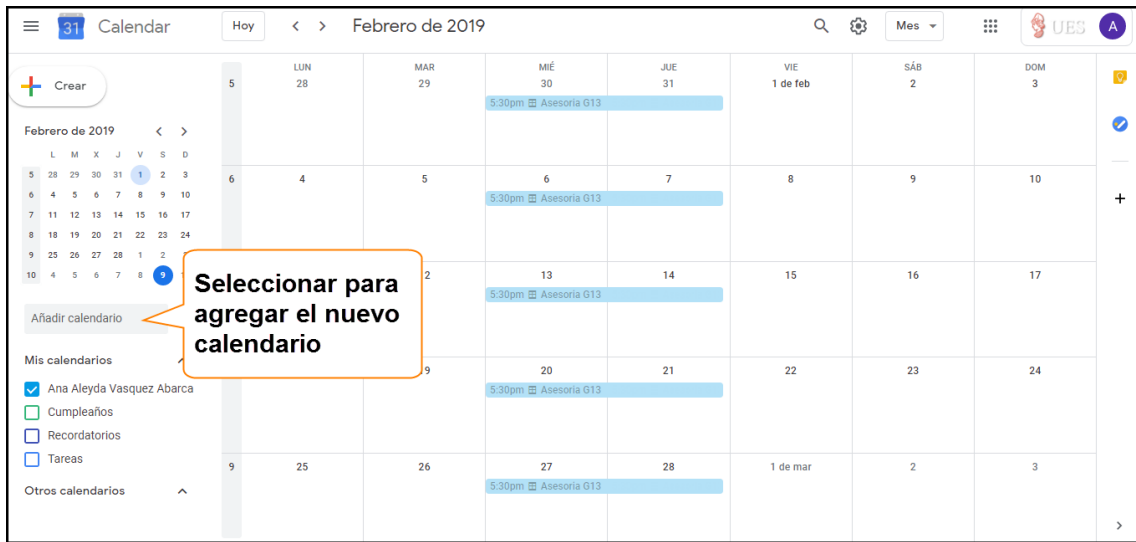 31 Calendar Hoy < > Febrero de 2019 Mes UES A
Crear
Febrero de 2019 < >
L M X J V S D
5 28 29 30 31 1 2 3
6 4 5 6 7 8 9 10
7 11 12 13 14 15 16 17
8 18 19 20 21 22 23 24
9 25 26 27 28 1 2
10 4 5 6 7 8 9
Añadir calendario
Mis calendarios
Ana Aleyda Vasquez Abarca
Cumpleaños
Recordatorios
Tareas
Otros calendarios
Seleccionar para
agregar el nuevo
calendario
LUN MAR MIÉ JUE VIE SÁB DOM
5 28 29 30 31 1 de feb 2 3
5:30pm Asesoria G13
6 4 5 6 7 8 9 10
5:30pm Asesoria G13
13 14 15 16 17
5:30pm Asesoria G13
20 21 22 23 24
5:30pm Asesoria G13
9 25 26 27 28 1 de mar 2 3
5:30pm Asesoria G13